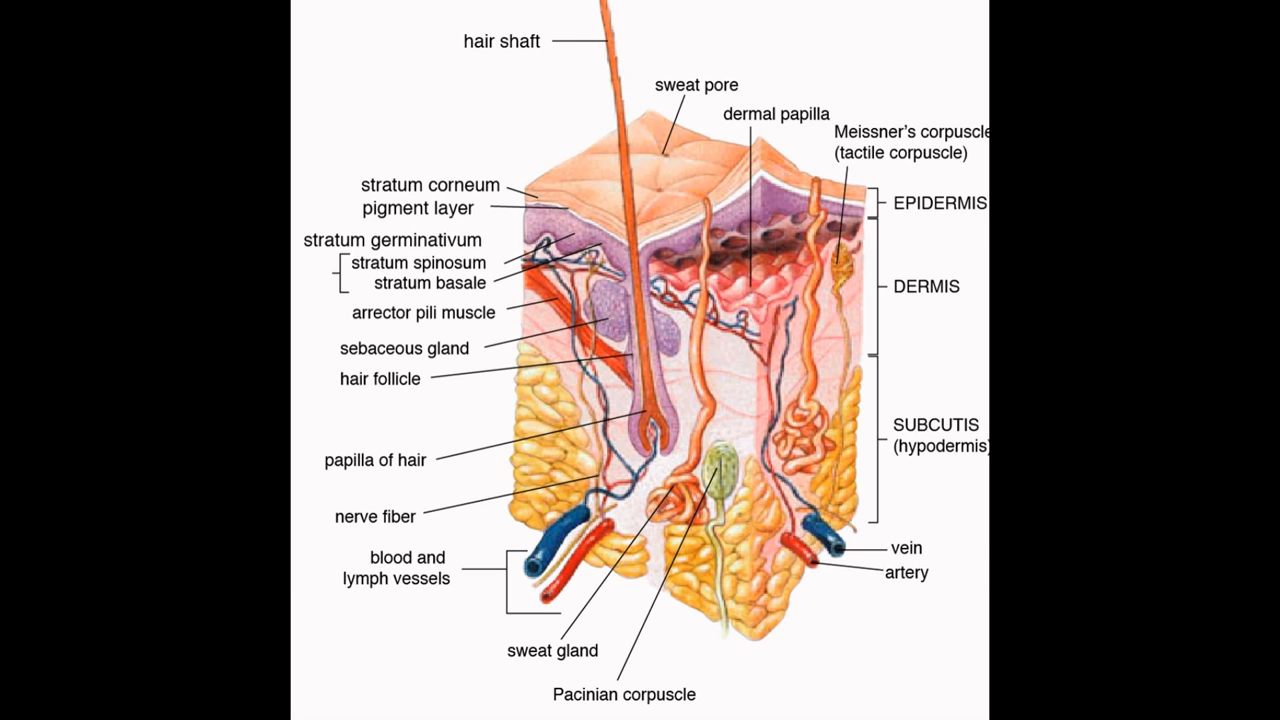 hair shaft
sweat pore
dermal papilla
Meissner's corpuscle
(tactile corpuscle)
stratum corneum
pigment layer
EPIDERMIS
stratum germinativum
stratum spinosum
stratum basale
DERMIS
arrector pili muscle
sebaceous gland
hair follicle
SUBCUTIS
(hypodermis)
papilla of hair
nerve fiber
blood and
lymph vessels
vein
artery
sweat gland
Pacinian corpuscle